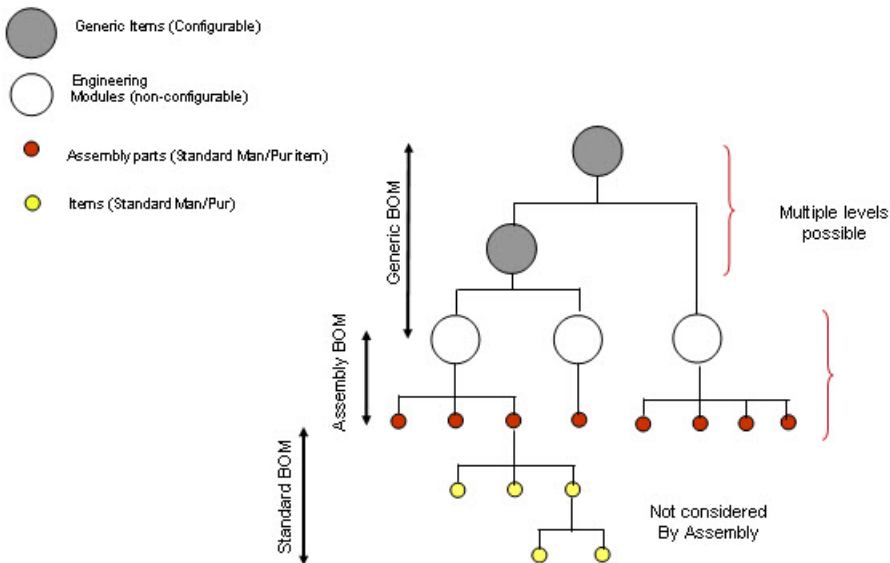 Generic Items (Configurable)
Engineering
Modules (non-configurable)
Assembly parts (Standard Man/Pur item)
Items (Standard Man/Pur)
Generic BOM
Assembly BOM
Standard BOM
Multiple levels
possible
Not considered
By Assembly